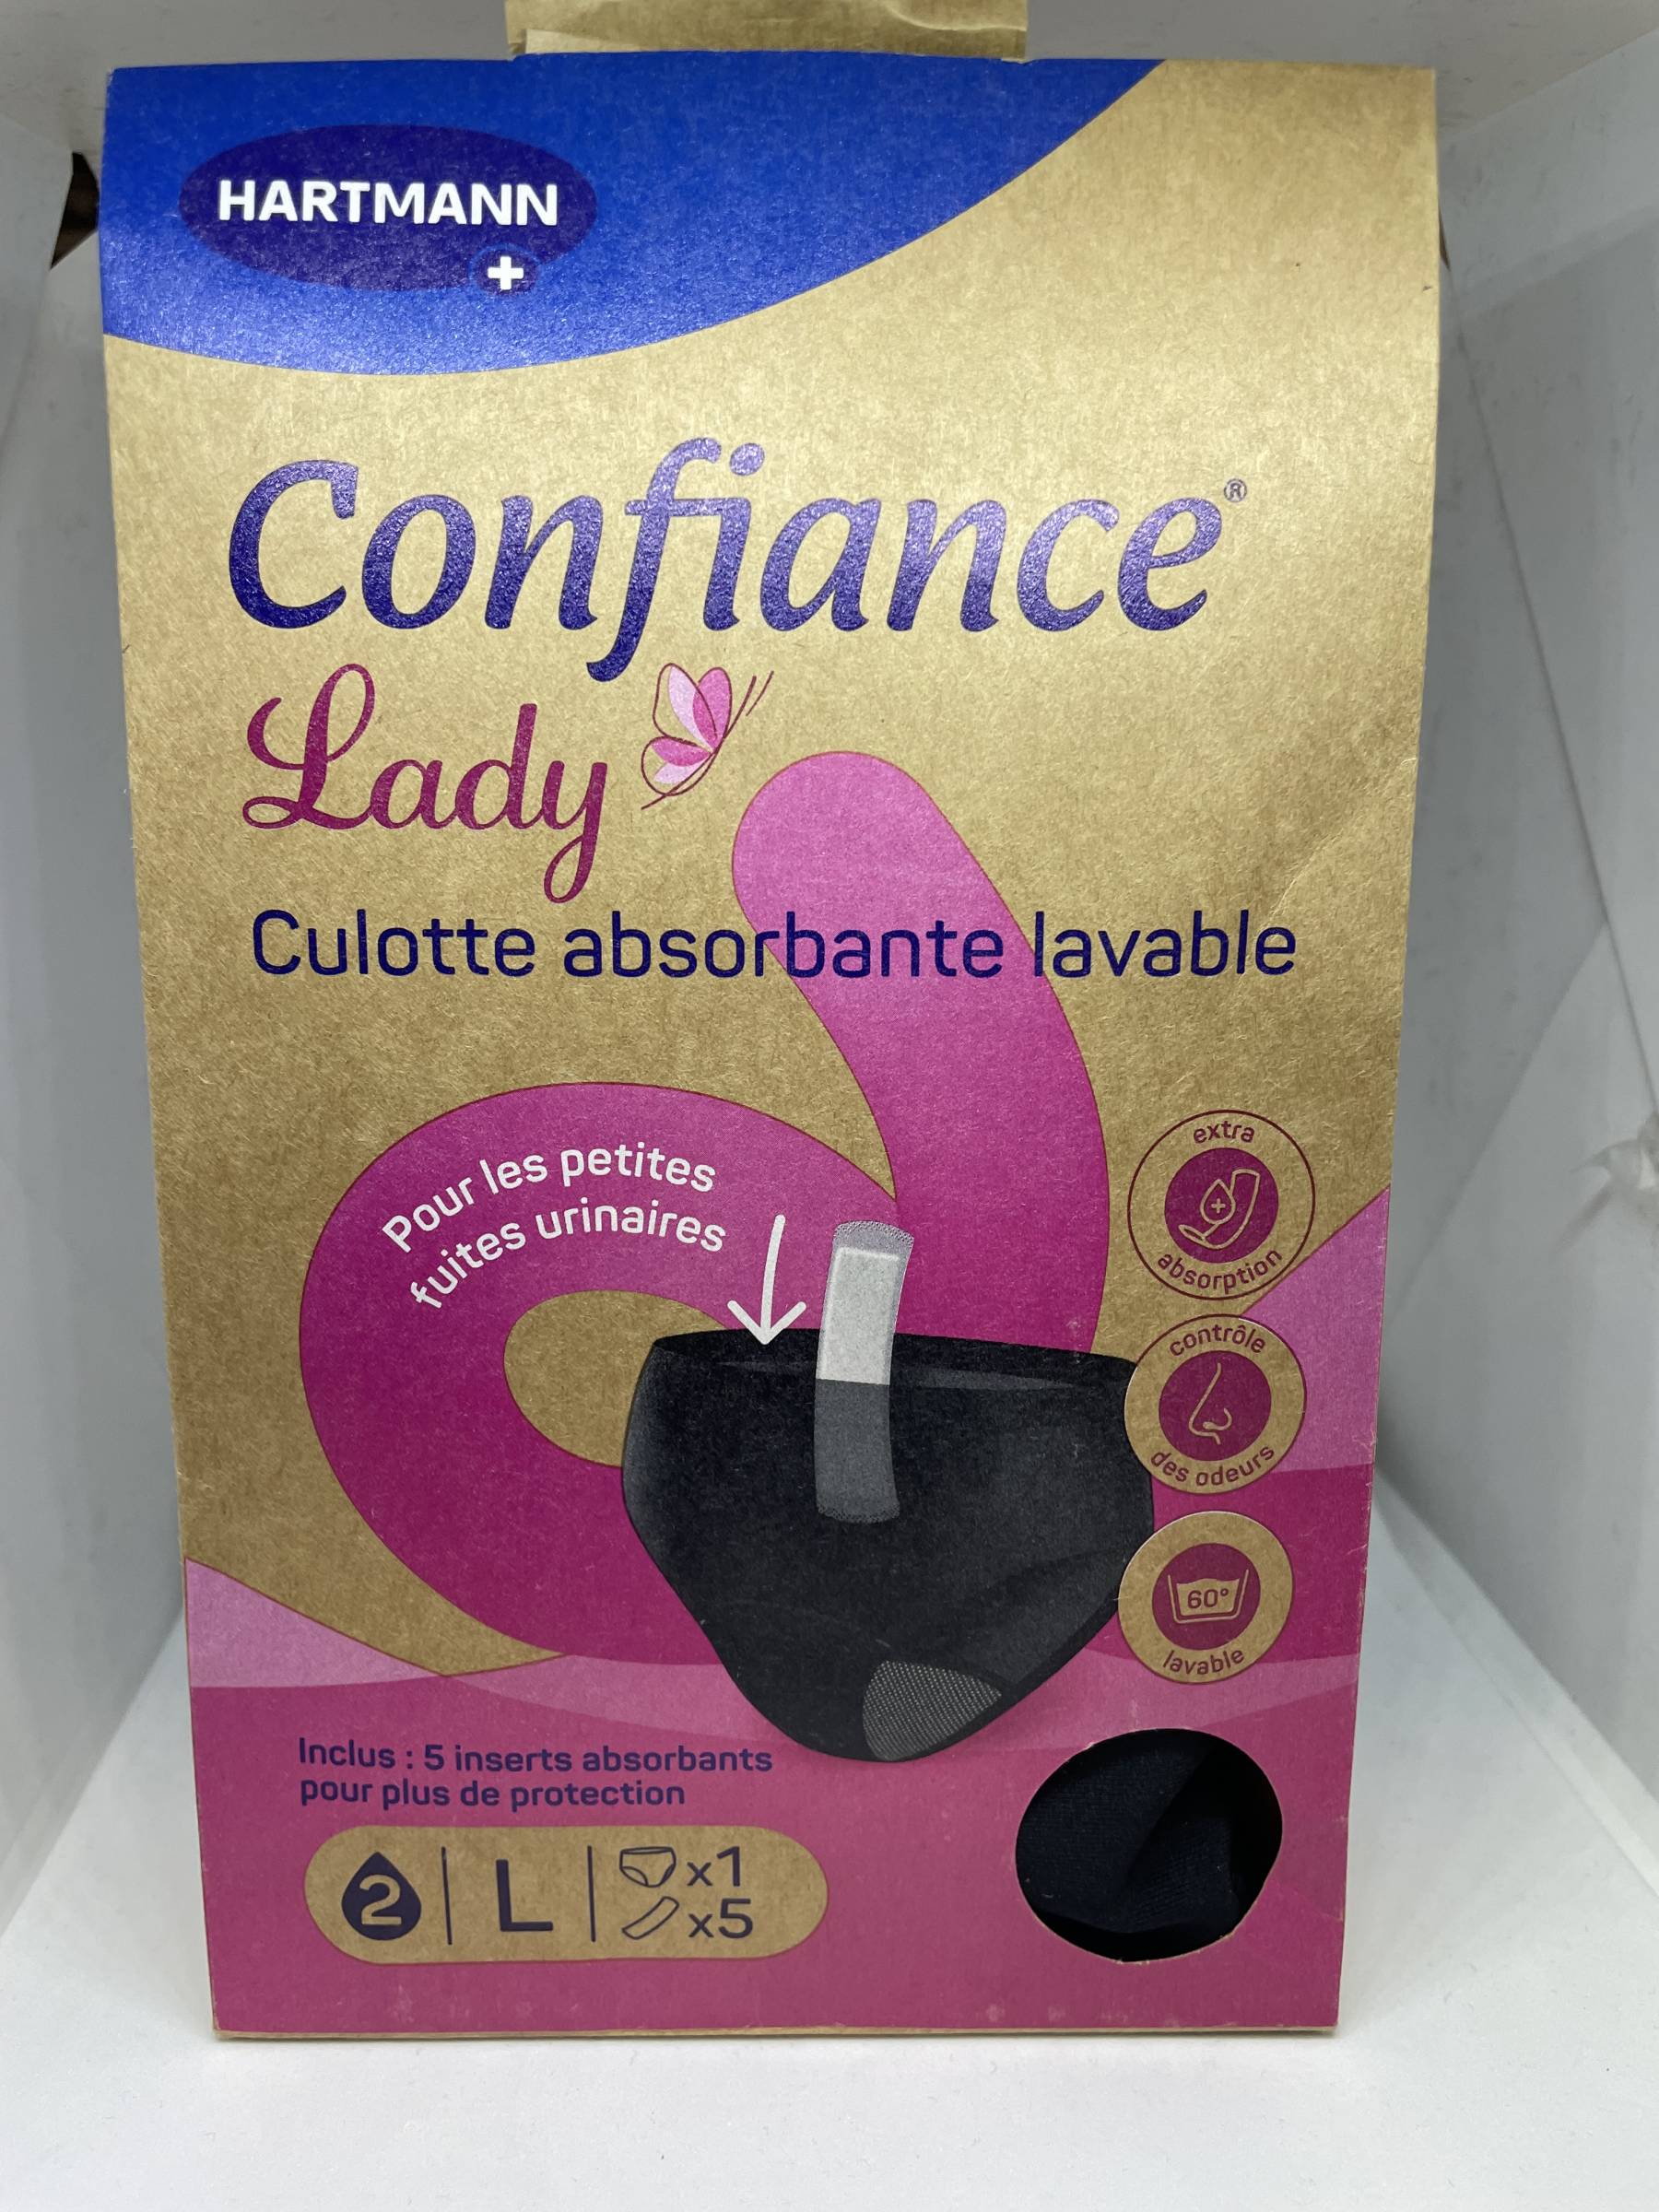 HARTMANN
Confiance®
Lady
Culotte absorbante lavable
Pour les petites
fuites urinaires
extra
absorption
contrôle
des odeurs
60°
lavable
Inclus : 5 inserts absorbants
pour plus de protection
2 | L | x1
x5